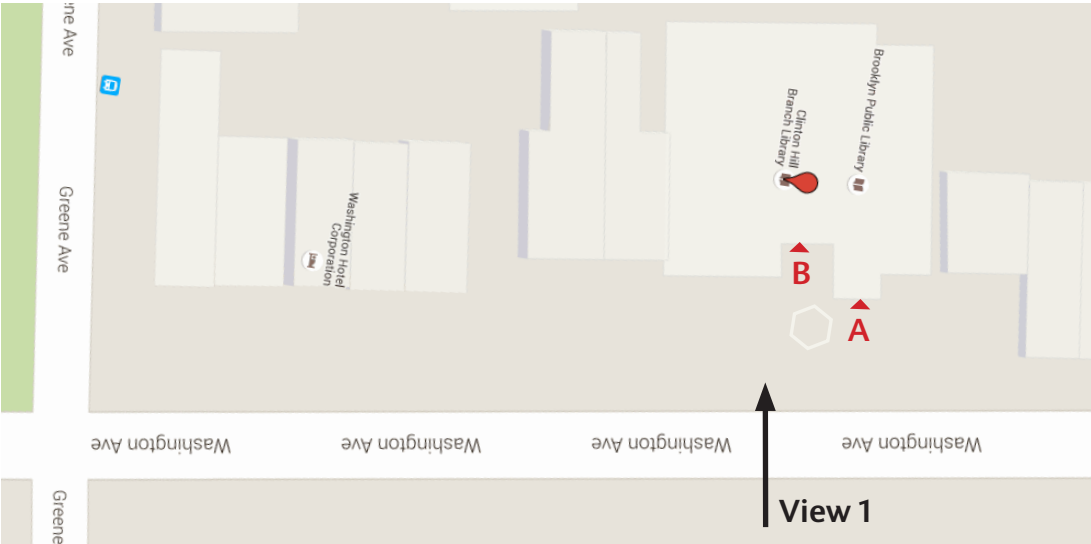 ne Ave
Greene Ave
Greene
Washington Hotel
Corporation
Clinton Hill
Branch Library
Brooklyn Public Library
B
A
Washington Ave
Washington Ave
Washington Ave
Washington Ave
View 1